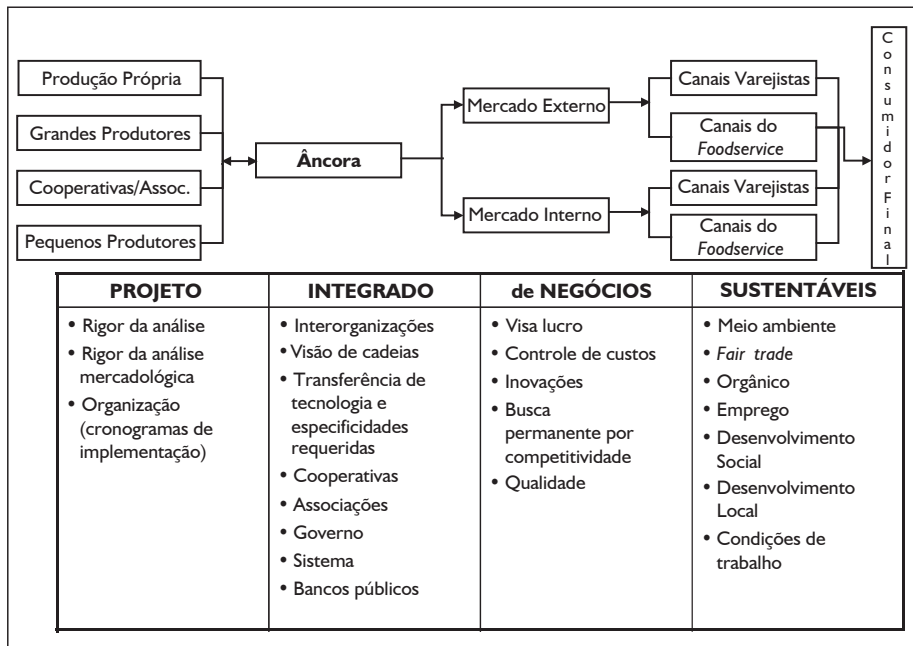 Produção Própria
Grandes Produtores
Cooperativas/Assoc.
Pequenos Produtores
Âncora
Mercado Externo
Mercado Interno
Canais Varejistas
Canais do
Foodservice
Canais Varejistas
Canais do
Foodservice
Consumidor Final
PROJETO
• Rigor da análise
• Rigor da análise
mercadológica
• Organização
(cronogramas de
implementação)
INTEGRADO
• Interorganizações
• Visão de cadeias
• Transferência de
tecnologia e
especificidades
requeridas
• Cooperativas
• Associações
• Governo
• Sistema
• Bancos públicos
de NEGÓCIOS
• Visa lucro
• Controle de custos
• Inovações
• Busca
permanente por
competitividade
• Qualidade
SUSTENTÁVEIS
• Meio ambiente
• Fair trade
• Orgânico
• Emprego
• Desenvolvimento
Social
• Desenvolvimento
Local
• Condições de
trabalho